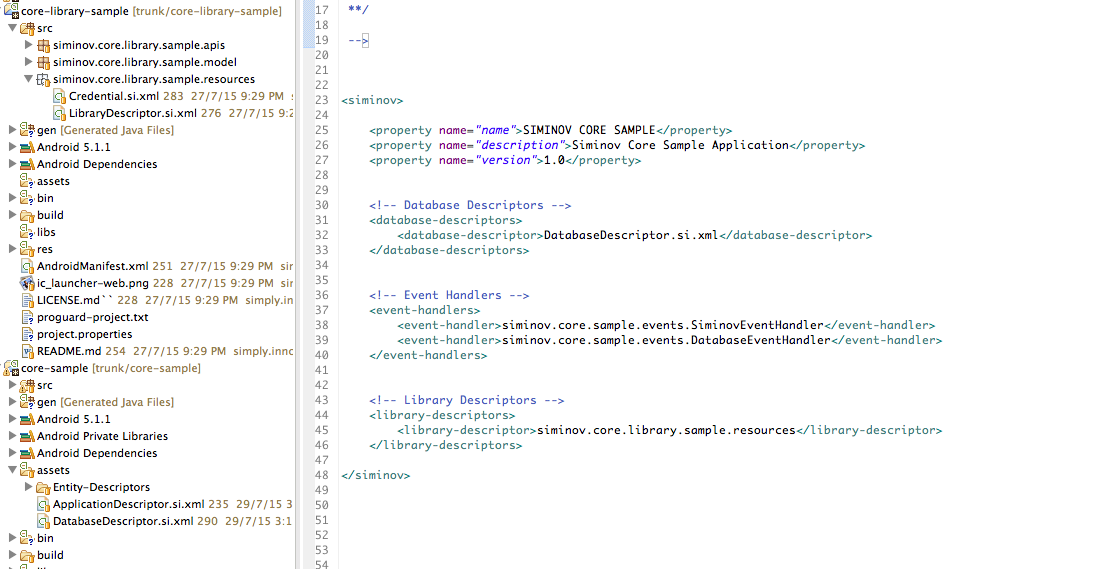 core-library-sample [trunk/core-library-sample]
src
siminov.core.library.sample.apis
siminov.core.library.sample.model
siminov.core.library.sample.resources
Credential.si.xml 283 27/7/15 9:29 PM
LibraryDescriptor.si.xml 276 27/7/15 9:2
gen [Generated Java Files]
Android 5.1.1
Android Dependencies
assets
bin
build
libs
res
AndroidManifest.xml 251 27/7/15 9:29 PM sir
ic_launcher-web.png 228 27/7/15 9:29 PM si
LICENSE.md`` 228 27/7/15 9:29 PM simply.in
proguard-project.txt
project.properties
README.md 254 27/7/15 9:29 PM simply.innc
core-sample [trunk/core-sample]
src
gen [Generated Java Files]
Android 5.1.1
Android Private Libraries
Android Dependencies
assets
Entity-Descriptors
ApplicationDescriptor.si.xml 235 29/7/15 3
DatabaseDescriptor.si.xml 290 29/7/15 3:1
bin
build
17 **/
18
19 -->
20
21
22
23 <siminov>
24
25 <property name="name">SIMINOV CORE SAMPLE</property>
26 <property name="description">Siminov Core Sample Application</property>
27 <property name="version">1.0</property>
28
29
30 <!-- Database Descriptors -->
31 <database-descriptors>
32 <database-descriptor>DatabaseDescriptor.si.xml</database-descriptor>
33 </database-descriptors>
34
35
36 <!-- Event Handlers -->
37 <event-handlers>
38 <event-handler>siminov.core.sample.events.SiminovEventHandler</event-handler>
39 <event-handler>siminov.core.sample.events.DatabaseEventHandler</event-handler>
40 </event-handlers>
41
42
43 <!-- Library Descriptors -->
44 <library-descriptors>
45 <library-descriptor>siminov.core.library.sample.resources</library-descriptor>
46 </library-descriptors>
47
48 </siminov>
49
50
51
52
53
54